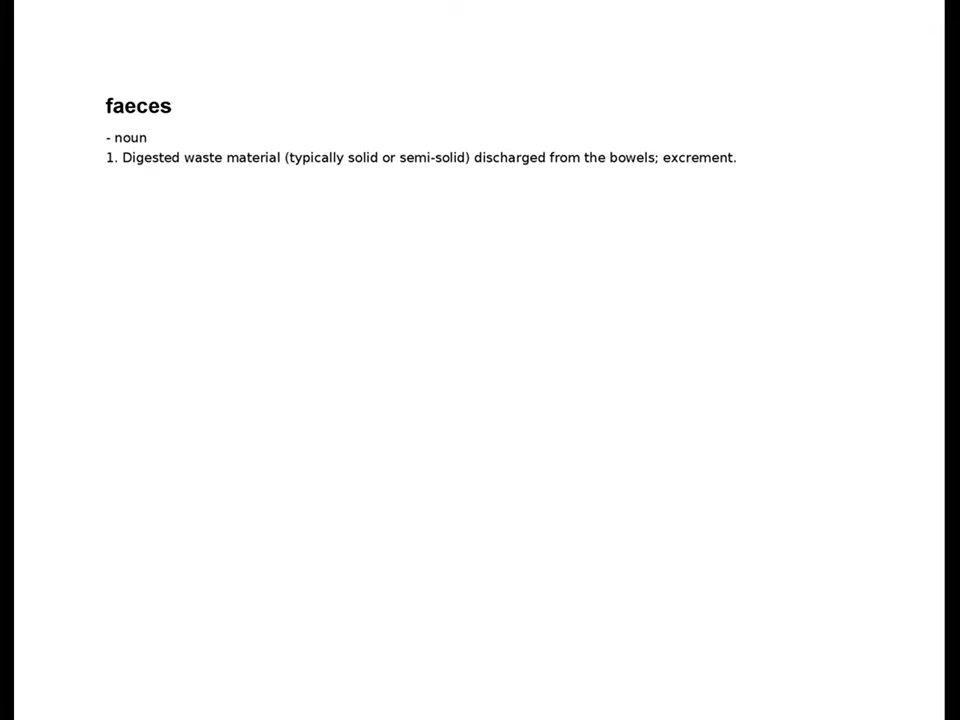 faeces
- noun
1. Digested waste material (typically solid or semi-solid) discharged from the bowels; excrement.